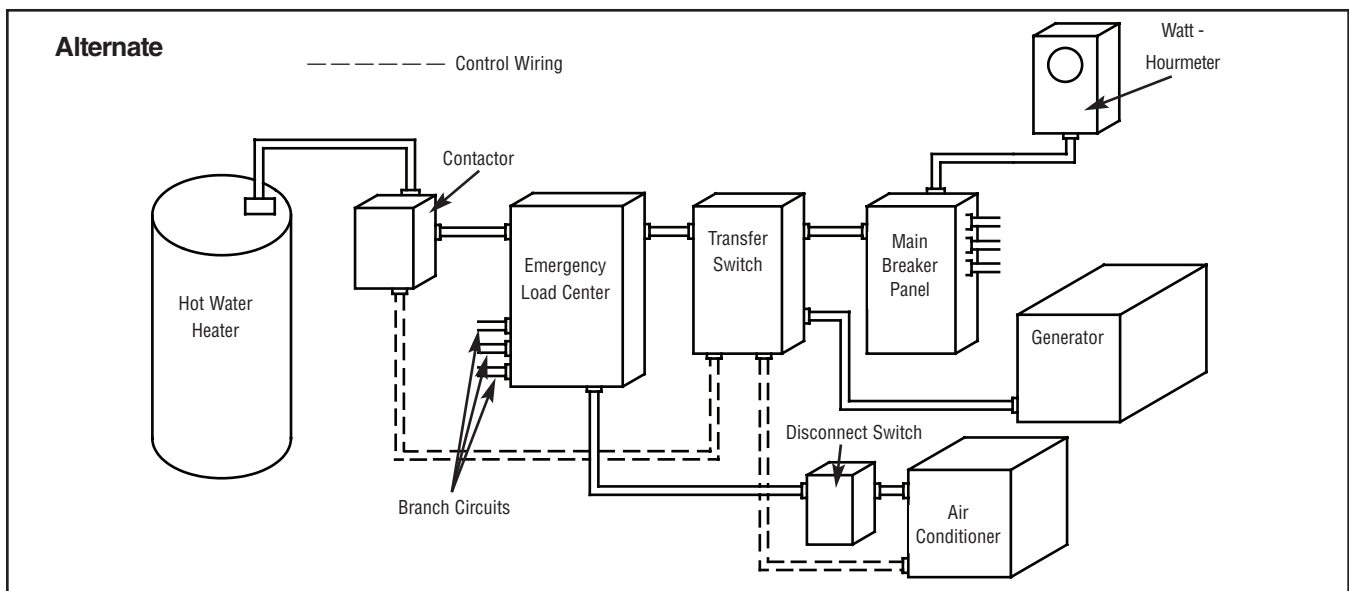 Alternate
Control Wiring
Watt -
Hourmeter
Contactor
Hot Water
Heater
Emergency
Load Center
Transfer
Switch
Main
Breaker
Panel
Generator
Disconnect Switch
Branch Circuits
Air
Conditioner